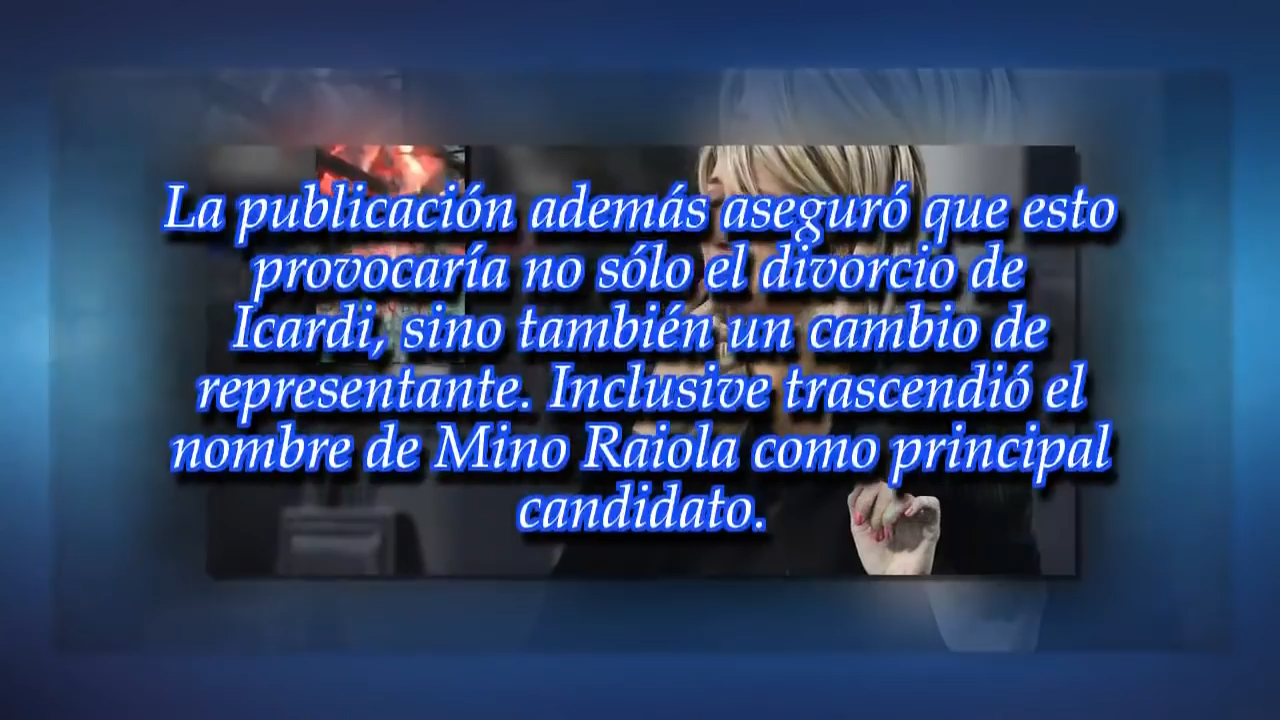 La publicación además aseguró que esto
provocaría no sólo el divorcio de
Icardi, sino también un cambio de
representante. Inclusive trascendió el
nombre de Mino Raiola como principal
candidato.